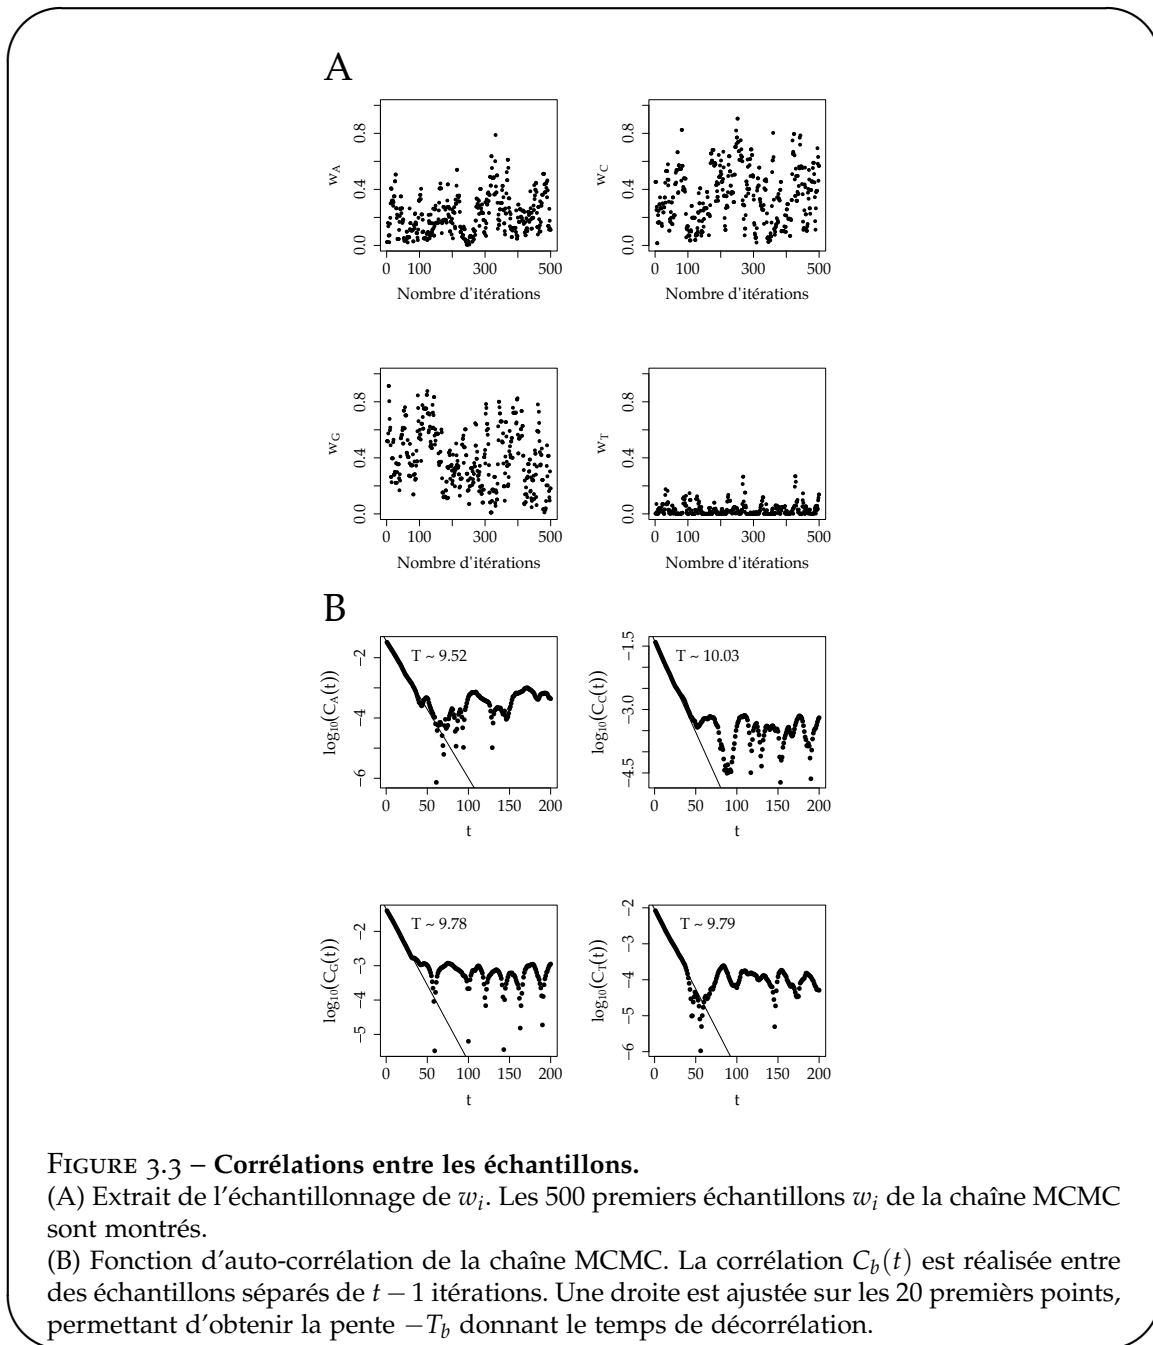 A
w_A
0.0 0.4 0.8
0 100 300 500
Nombre d'itérations
w_C
0.0 0.4 0.8
0 100 300 500
Nombre d'itérations
w_G
0.0 0.4 0.8
0 100 300 500
Nombre d'itérations
w_T
0.0 0.4 0.8
0 100 300 500
Nombre d'itérations
B
log₁₀(C_A(t))
−6 −4 −2
T ~ 9.52
0 50 100 150 200
t
log₁₀(C_C(t))
−4.5 −3.0 −1.5
T ~ 10.03
0 50 100 150 200
t
log₁₀(C_G(t))
−5 −4 −3 −2
T ~ 9.78
0 50 100 150 200
t
log₁₀(C_T(t))
−6 −5 −4 −3 −2
T ~ 9.79
0 50 100 150 200
t
FIGURE 3.3 – Corrélations entre les échantillons.
(A) Extrait de l'échantillonnage de w_i. Les 500 premiers échantillons w_i de la chaîne MCMC
sont montrés.
(B) Fonction d'auto-corrélation de la chaîne MCMC. La corrélation C_b(t) est réalisée entre
des échantillons séparés de t − 1 itérations. Une droite est ajustée sur les 20 premièrs points,
permettant d'obtenir la pente −T_b donnant le temps de décorrélation.